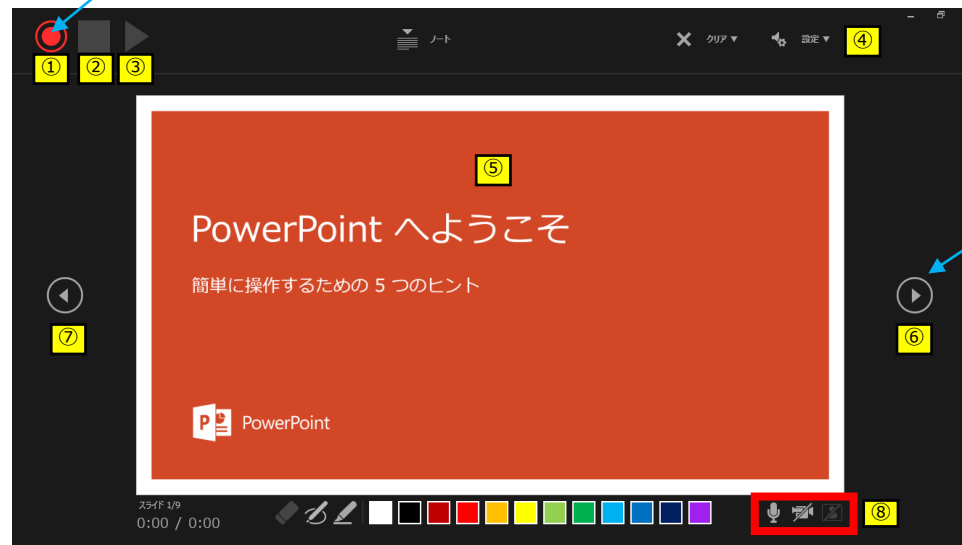 ノート
クリア ▼
設定 ▼
④
① ② ③
⑤
PowerPoint へようこそ
簡単に操作するための 5 つのヒント
⑦
⑥
P PowerPoint
スライド 1/9
0:00 / 0:00
⑧